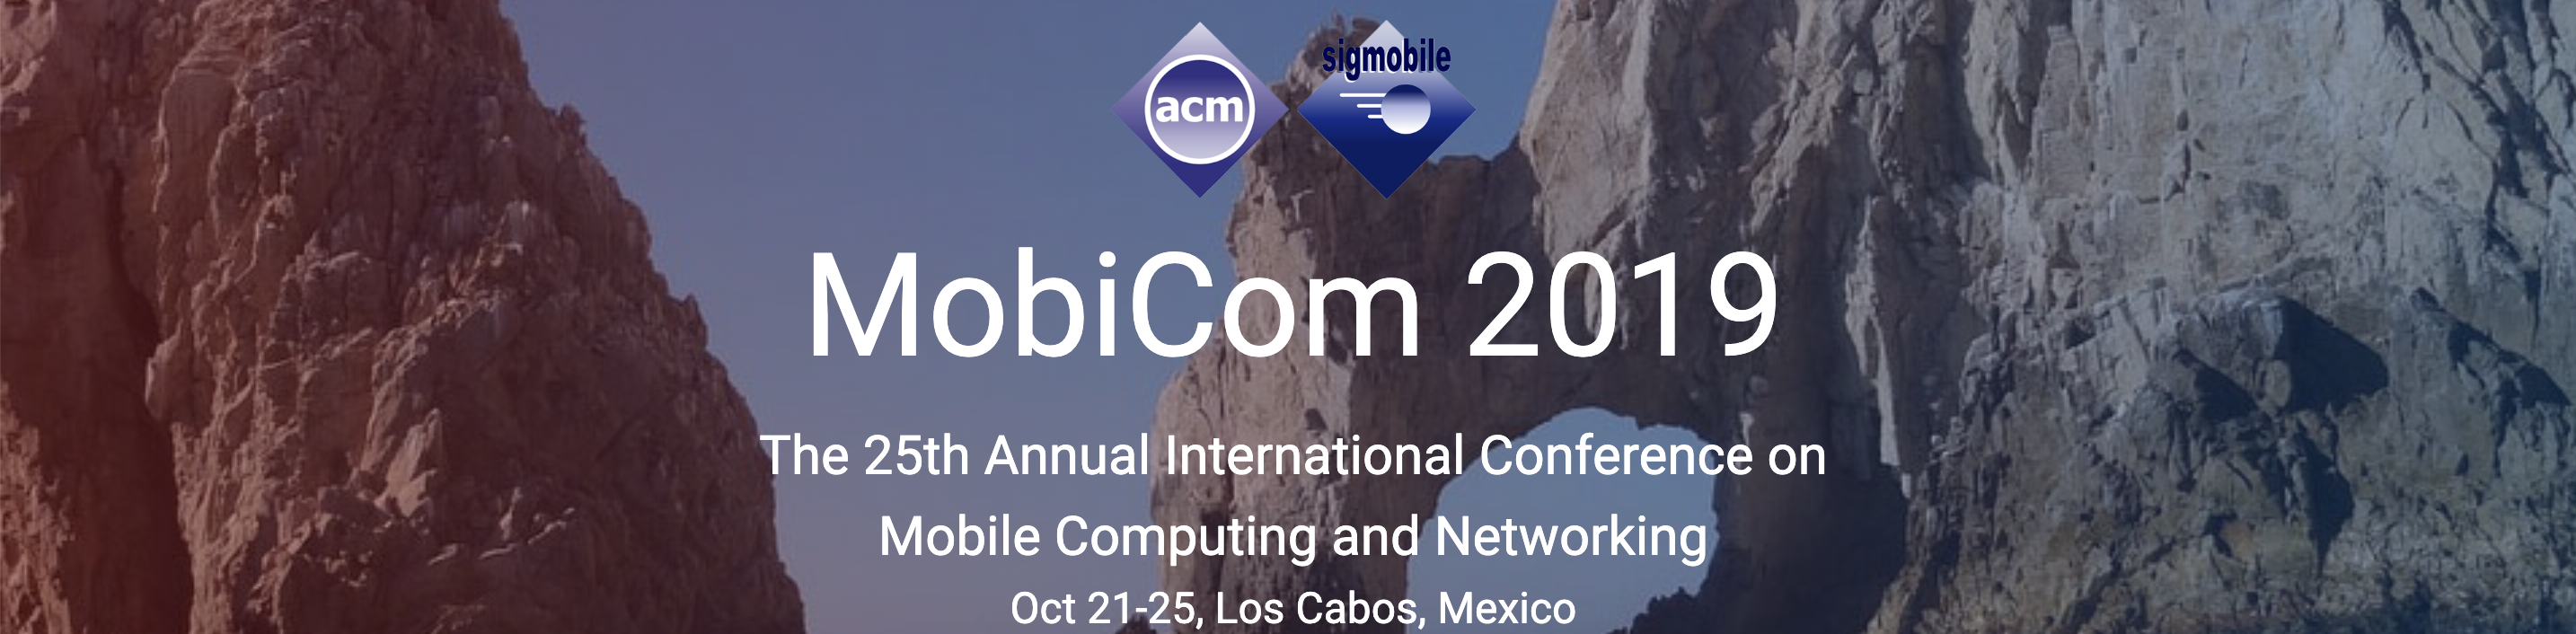 acm
sigmobile
MobiCom 2019
The 25th Annual International Conference on
Mobile Computing and Networking
Oct 21-25, Los Cabos, Mexico